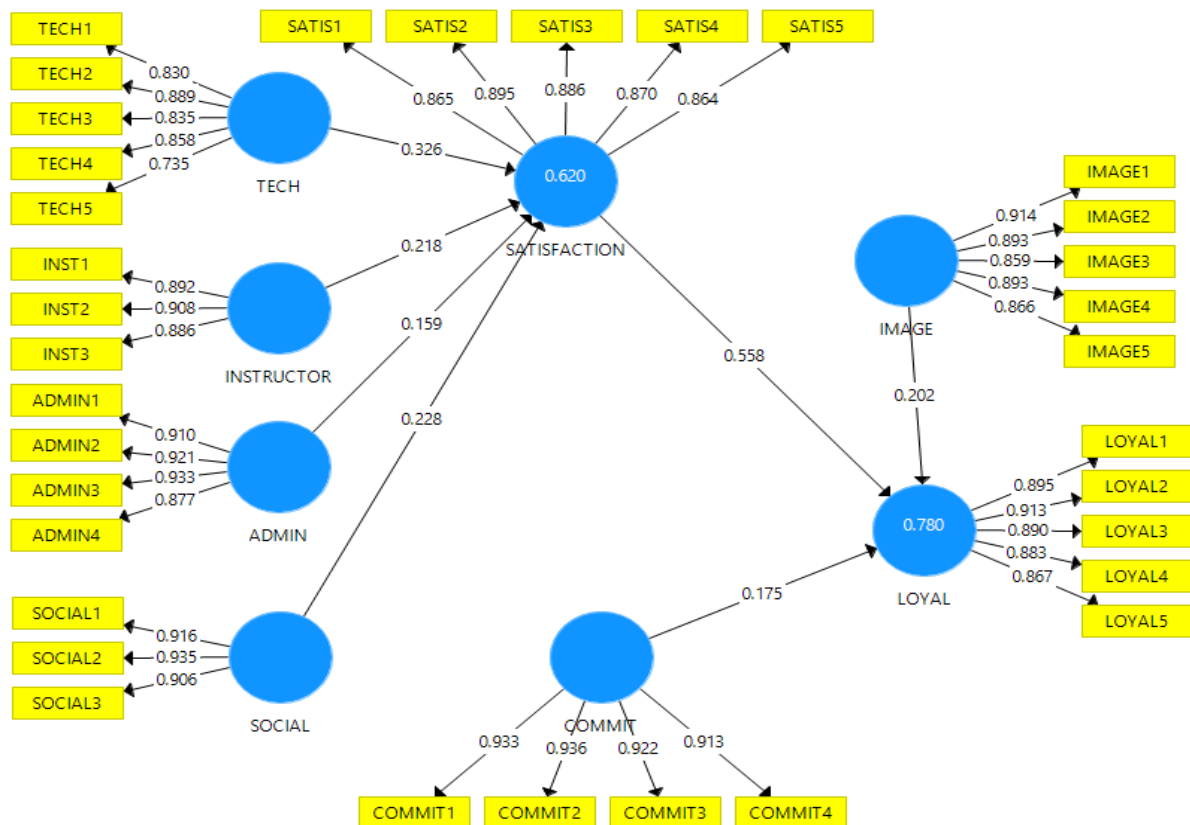 TECH1
TECH2
TECH3
TECH4
TECH5
0.830
0.889
0.835
0.858
0.735
TECH
SATIS1
SATIS2
SATIS3
SATIS4
SATIS5
0.865
0.895
0.886
0.870
0.864
0.326
0.620
SATISFACTION
INST1
INST2
INST3
0.892
0.908
0.886
INSTRUCTOR
0.218
ADMIN1
ADMIN2
ADMIN3
ADMIN4
0.910
0.921
0.933
0.877
ADMIN
0.159
SOCIAL1
SOCIAL2
SOCIAL3
0.916
0.935
0.906
SOCIAL
0.228
0.558
IMAGE1
IMAGE2
IMAGE3
IMAGE4
IMAGE5
0.914
0.893
0.859
0.893
0.866
IMAGE
0.202
LOYAL1
LOYAL2
LOYAL3
LOYAL4
LOYAL5
0.895
0.913
0.890
0.883
0.867
0.780
LOYAL
0.175
COMMIT
0.933
0.936
0.922
0.913
COMMIT1
COMMIT2
COMMIT3
COMMIT4